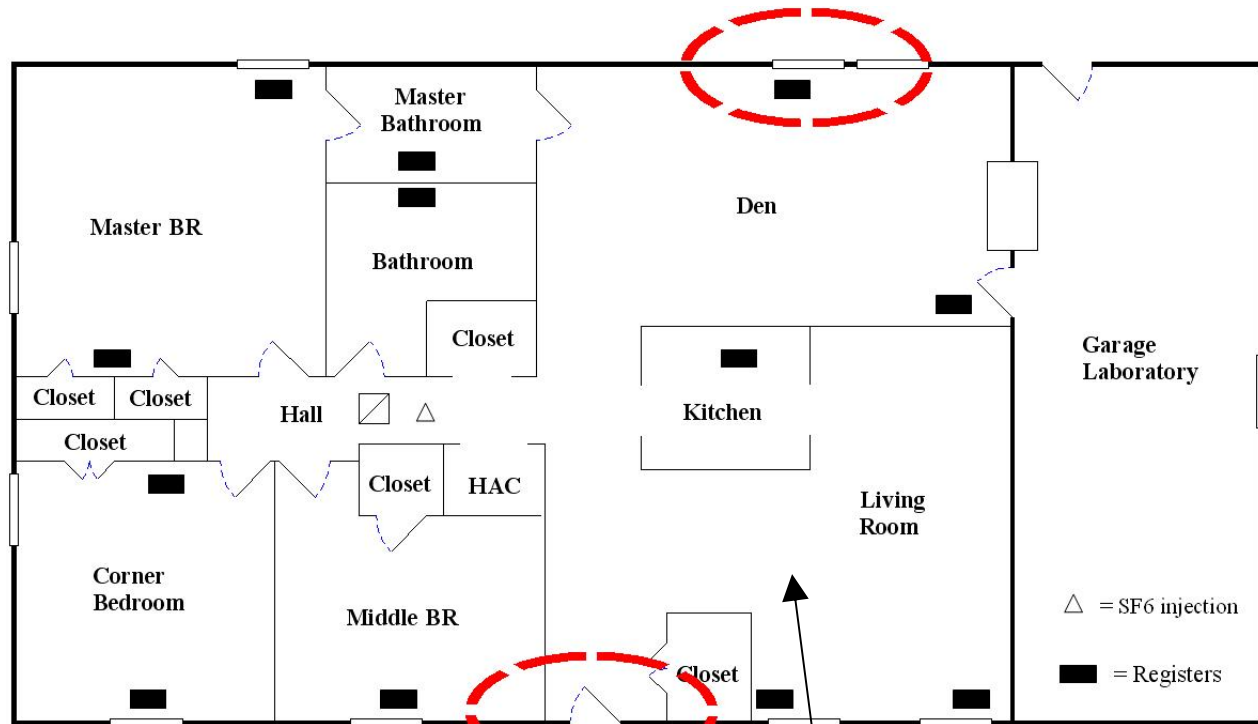 Master
Bathroom
Master BR
Den
Bathroom
Closet
Garage
Laboratory
Closet
Closet
Hall
Kitchen
Closet
Closet
HAC
Living
Room
Corner
Bedroom
Middle BR
= SF6 injection
Closet
= Registers